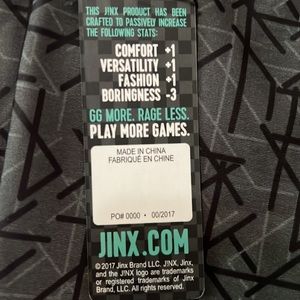 THIS JINX PRODUCT HAS BEEN
CRAFTED TO PASSIVELY INCREASE
THE FOLLOWING STATS:
COMFORT +1
VERSATILITY +1
FASHION +1
BORINGNESS -3
GG MORE. RAGE LESS.
PLAY MORE GAMES.
MADE IN CHINA
FABRIQUÉ EN CHINE
PO# 0000 • 00/2017
J!NX.COM
© 2017 Jinx Brand LLC. J!NX, Jinx,
and the J!NX logo are trademarks
or registered trademarks of Jinx
Brand, LLC. All rights reserved.